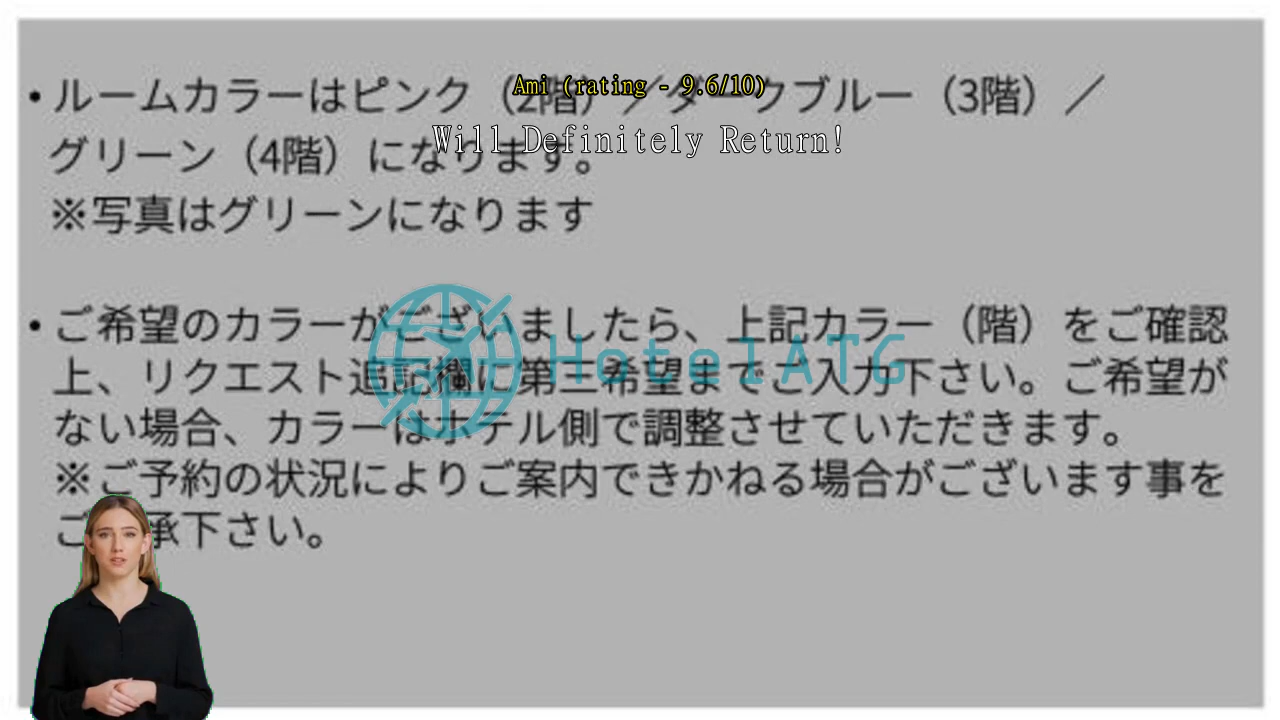 Ami (rating - 9.6/10)
Will Definitely Return!
・ルームカラーはピンク（2階）／ダークブルー（3階）／
グリーン（4階）になります。
※写真はグリーンになります
・ご希望のカラーがございましたら、上記カラー（階）をご確認
上、リクエスト追記欄に第三希望までご入力下さい。ご希望が
ない場合、カラーはホテル側で調整させていただきます。
※ご予約の状況によりご案内できかねる場合がございます事を
ご承下さい。
HotelATG